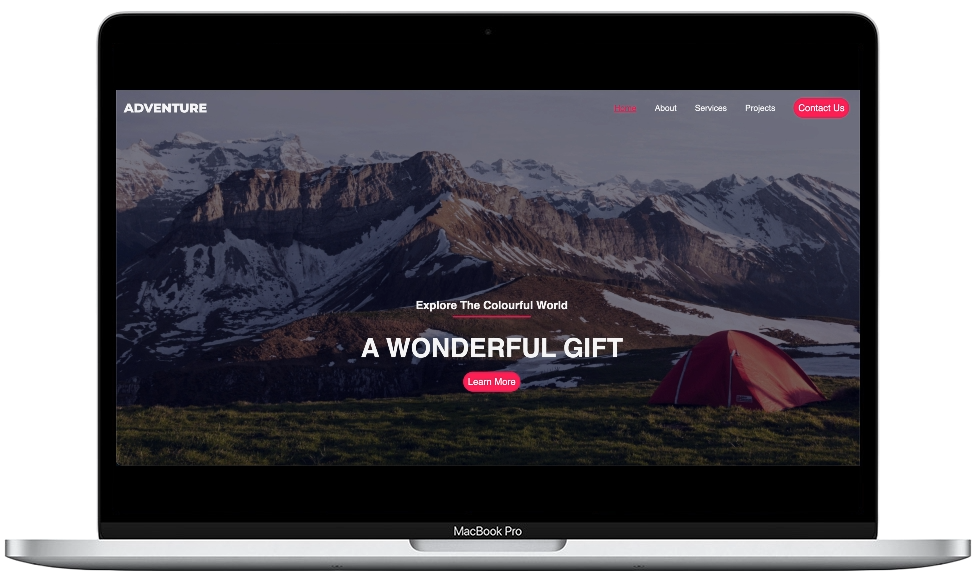 ADVENTURE
Home About Services Projects Contact Us
Explore The Colourful World
A WONDERFUL GIFT
Learn More
MacBook Pro